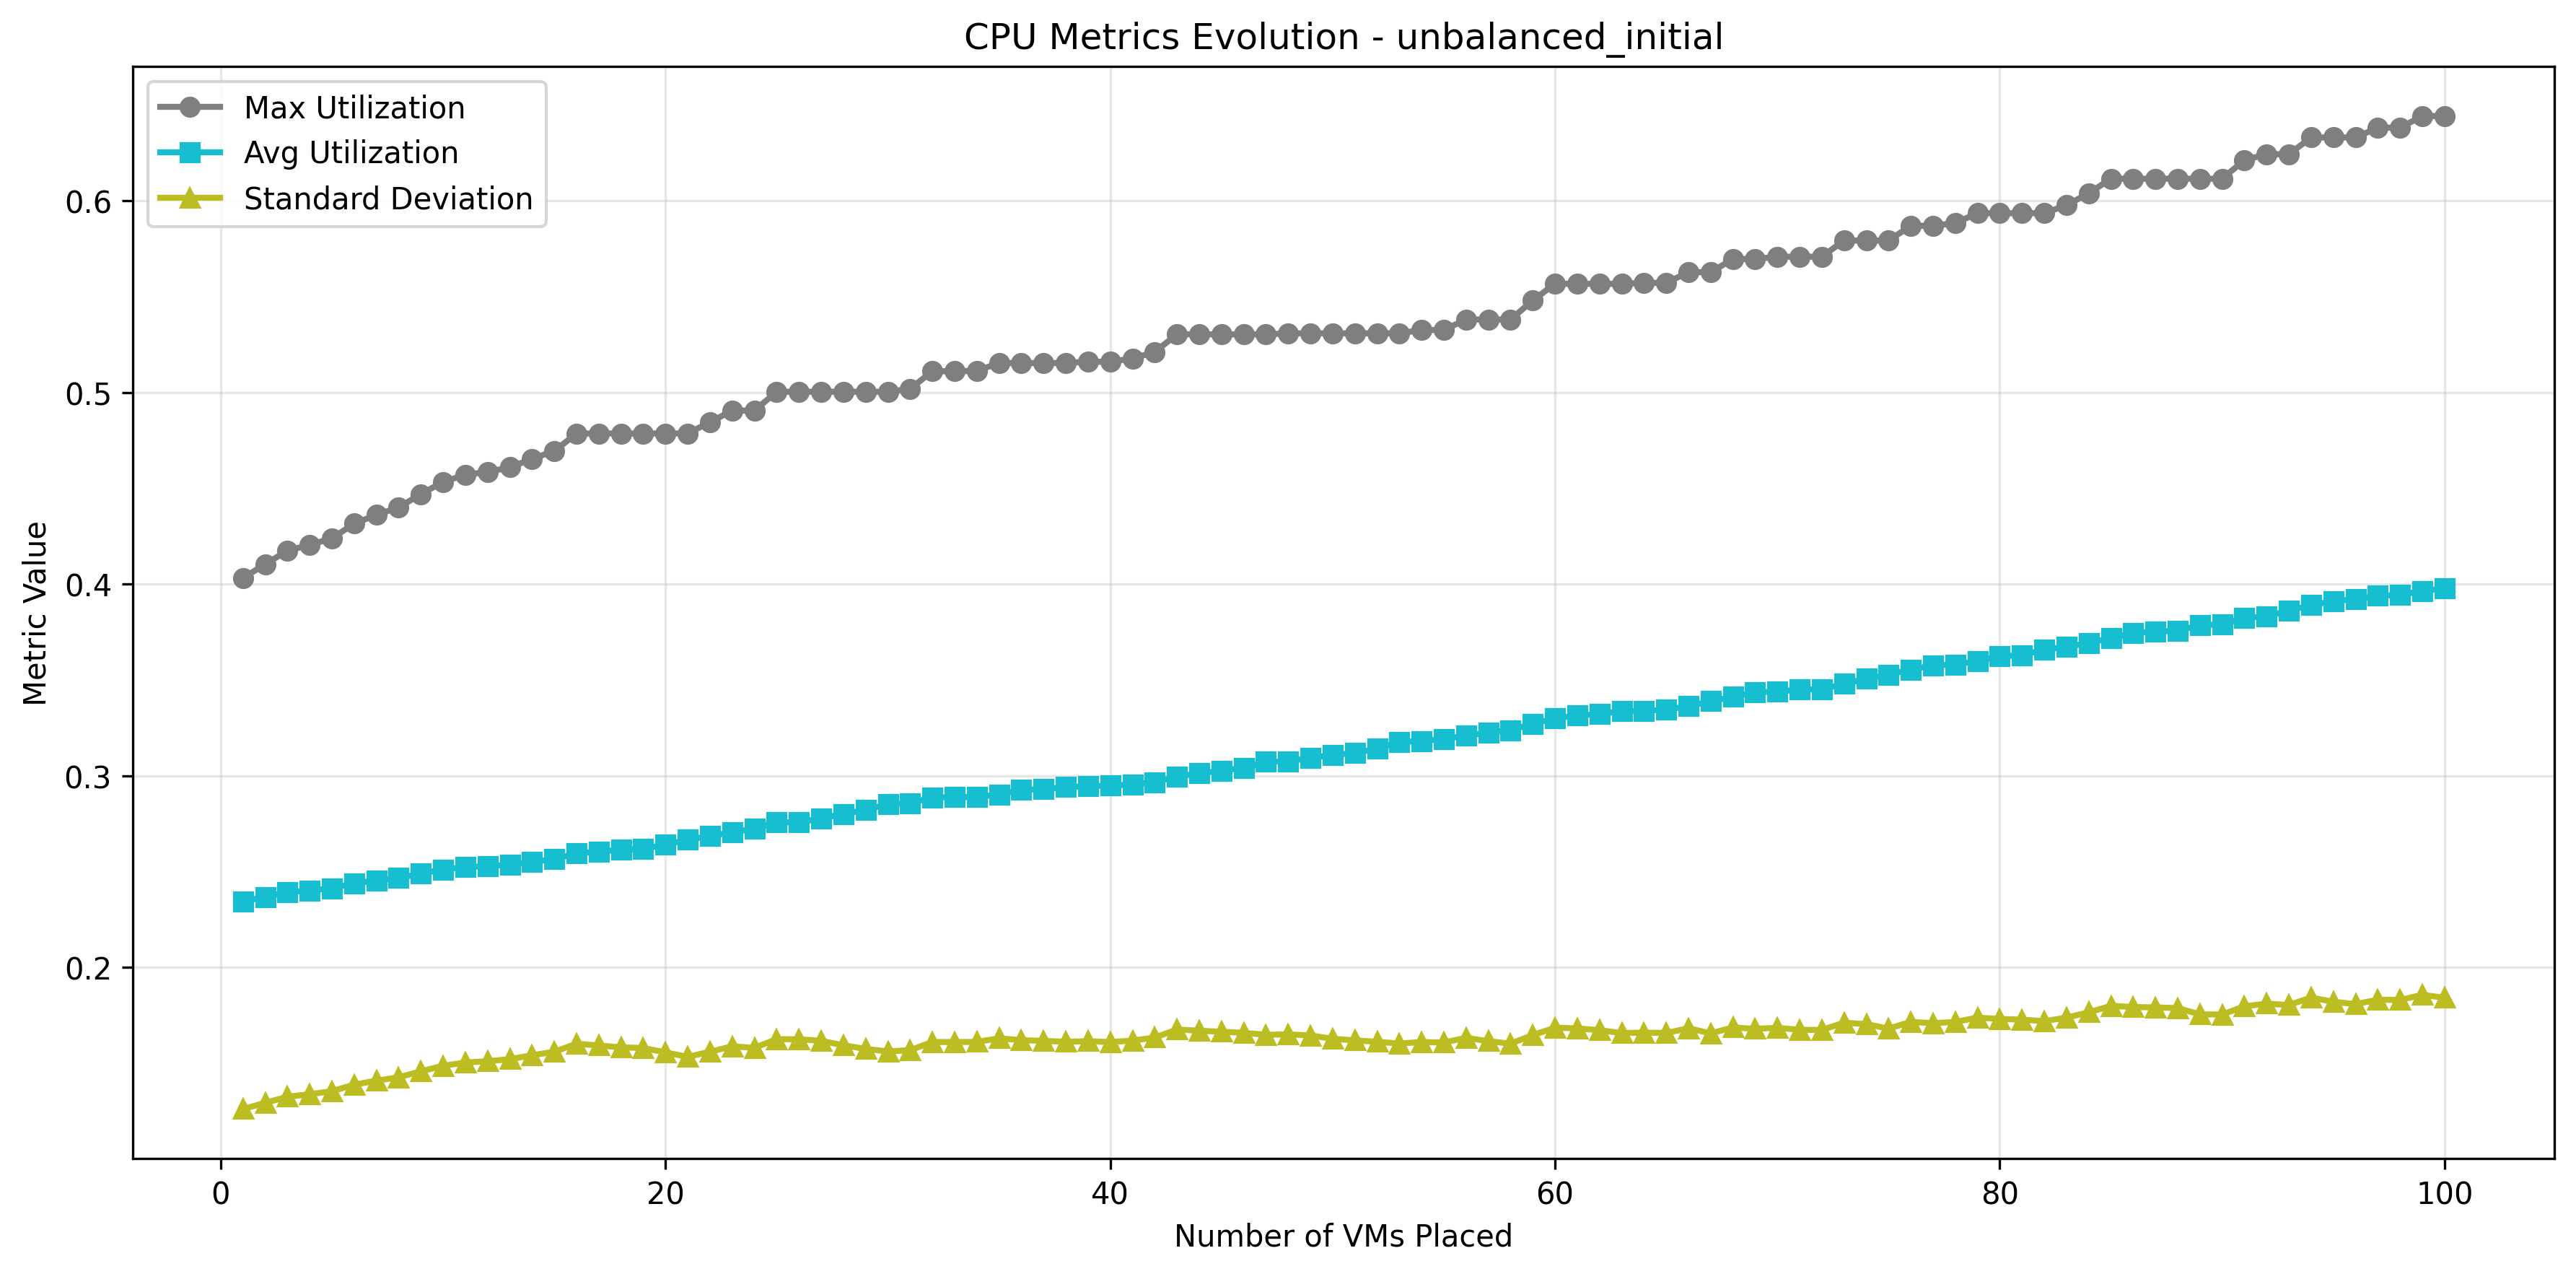 CPU Metrics Evolution - unbalanced_initial
Max Utilization
Avg Utilization
Standard Deviation
0.6
0.5
0.4
0.3
0.2
Metric Value
0 20 40 60 80 100
Number of VMs Placed